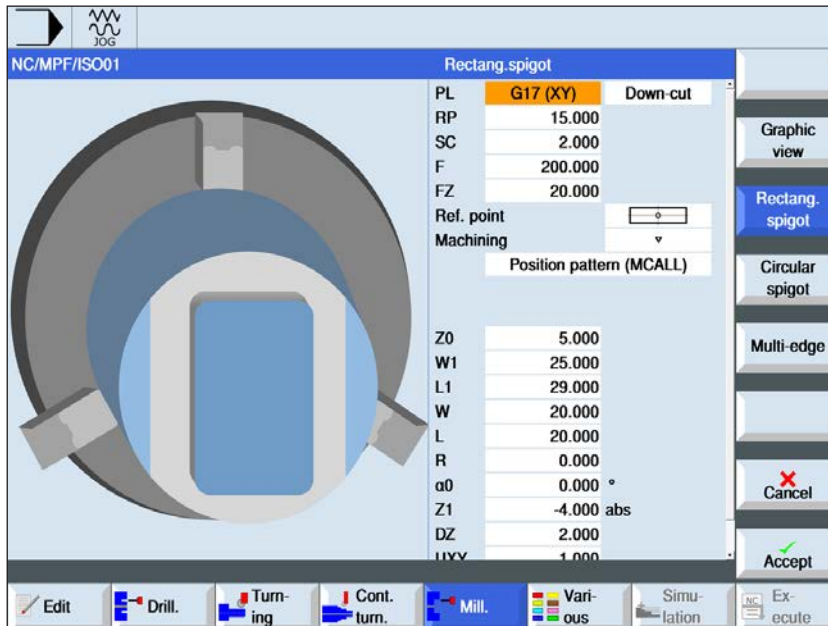 JOG
NC/MPF/ISO01
Rectang.spigot
PL G17 (XY) Down-cut
RP 15.000
SC 2.000
F 200.000
FZ 20.000
Ref. point
Machining
Position pattern (MCALL)
Z0 5.000
W1 25.000
L1 29.000
W 20.000
L 20.000
R 0.000
α0 0.000 °
Z1 -4.000 abs
DZ 2.000
UXY 1.000
Graphic
view
Rectang.
spigot
Circular
spigot
Multi-edge
Cancel
Accept
Edit
Drill.
Turn-
ing
Cont.
turn.
Mill.
Vari-
ous
Simu-
lation
NC
Ex-
ecute